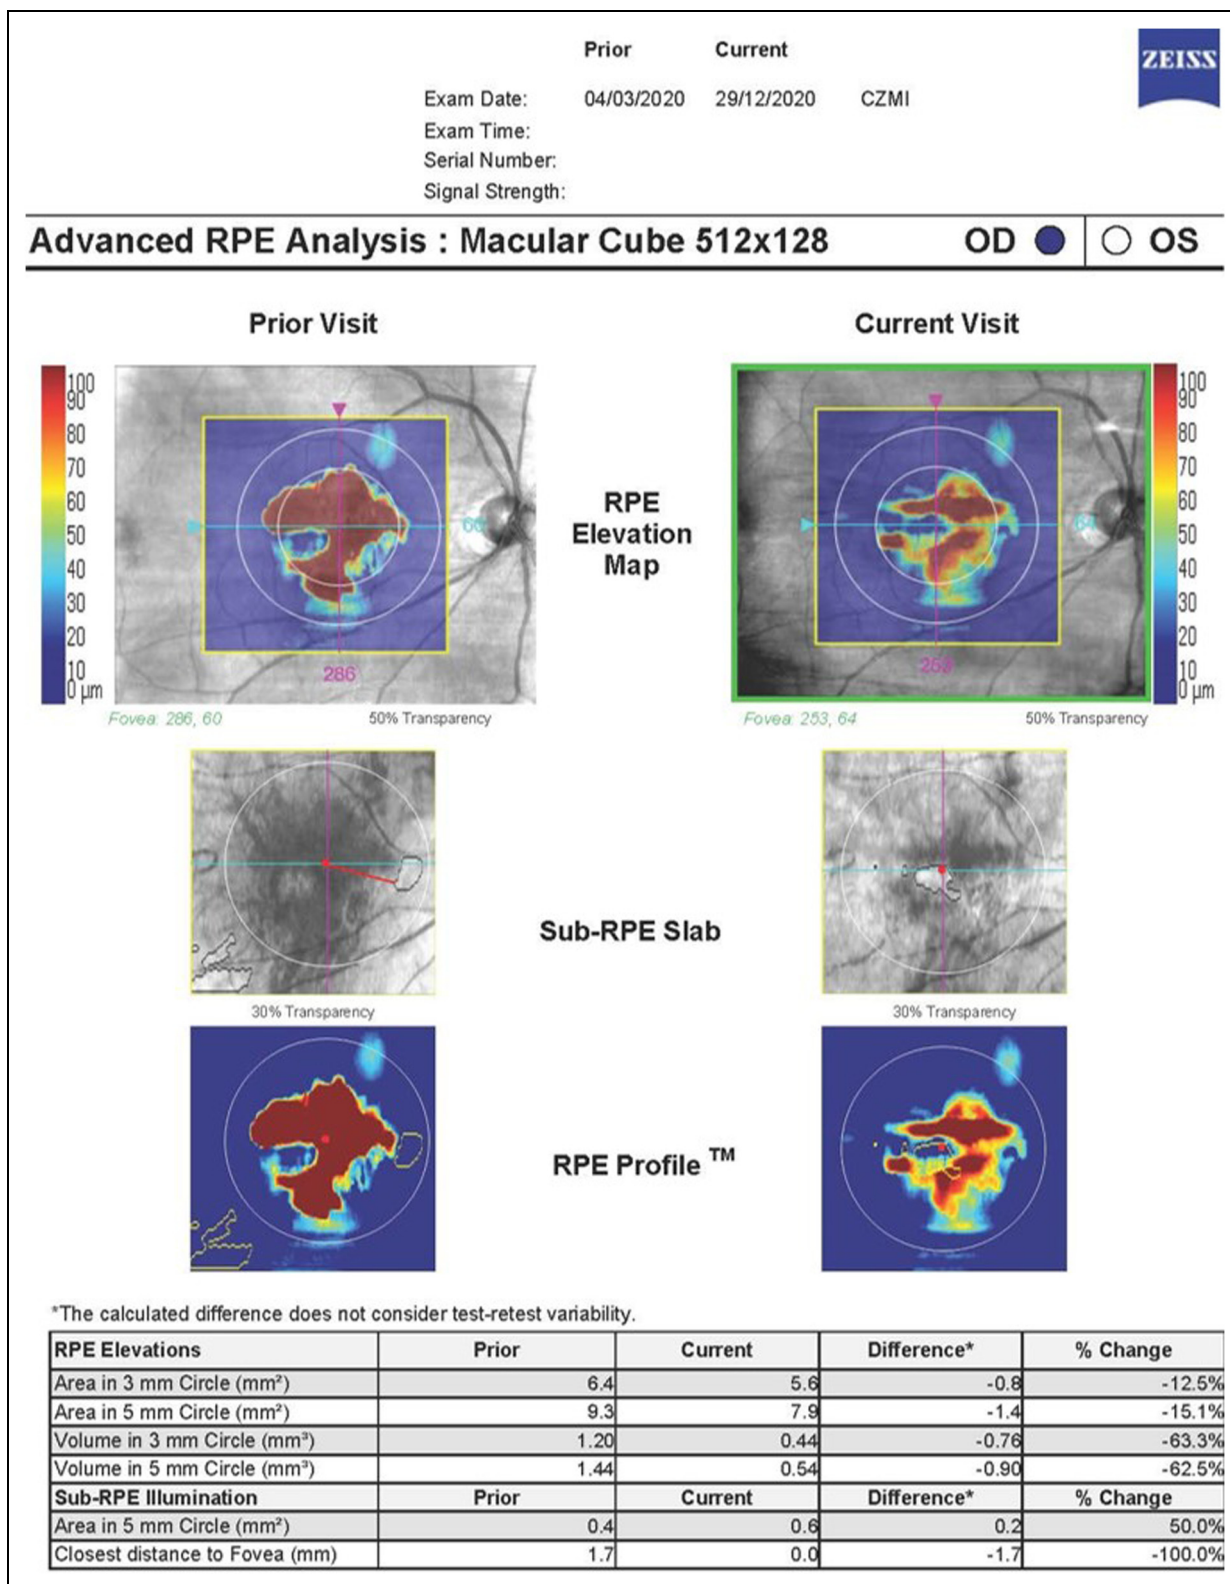 Prior Current
ZEISS
Exam Date: 04/03/2020 29/12/2020 CZMI
Exam Time:
Serial Number:
Signal Strength:
Advanced RPE Analysis : Macular Cube 512x128 OD OS
Prior Visit Current Visit
RPE
Elevation
Map
100
90
80
70
60
50
40
30
20
10
0 µm
60
286
100
90
80
70
60
50
40
30
20
10
0 µm
64
253
Fovea: 286, 60 50% Transparency Fovea: 253, 64 50% Transparency
Sub-RPE Slab
30% Transparency 30% Transparency
RPE Profile ™
*The calculated difference does not consider test-retest variability.
RPE Elevations Prior Current Difference* % Change
Area in 3 mm Circle (mm²) 6.4 5.6 -0.8 -12.5%
Area in 5 mm Circle (mm²) 9.3 7.9 -1.4 -15.1%
Volume in 3 mm Circle (mm³) 1.20 0.44 -0.76 -63.3%
Volume in 5 mm Circle (mm³) 1.44 0.54 -0.90 -62.5%
Sub-RPE Illumination Prior Current Difference* % Change
Area in 5 mm Circle (mm²) 0.4 0.6 0.2 50.0%
Closest distance to Fovea (mm) 1.7 0.0 -1.7 -100.0%